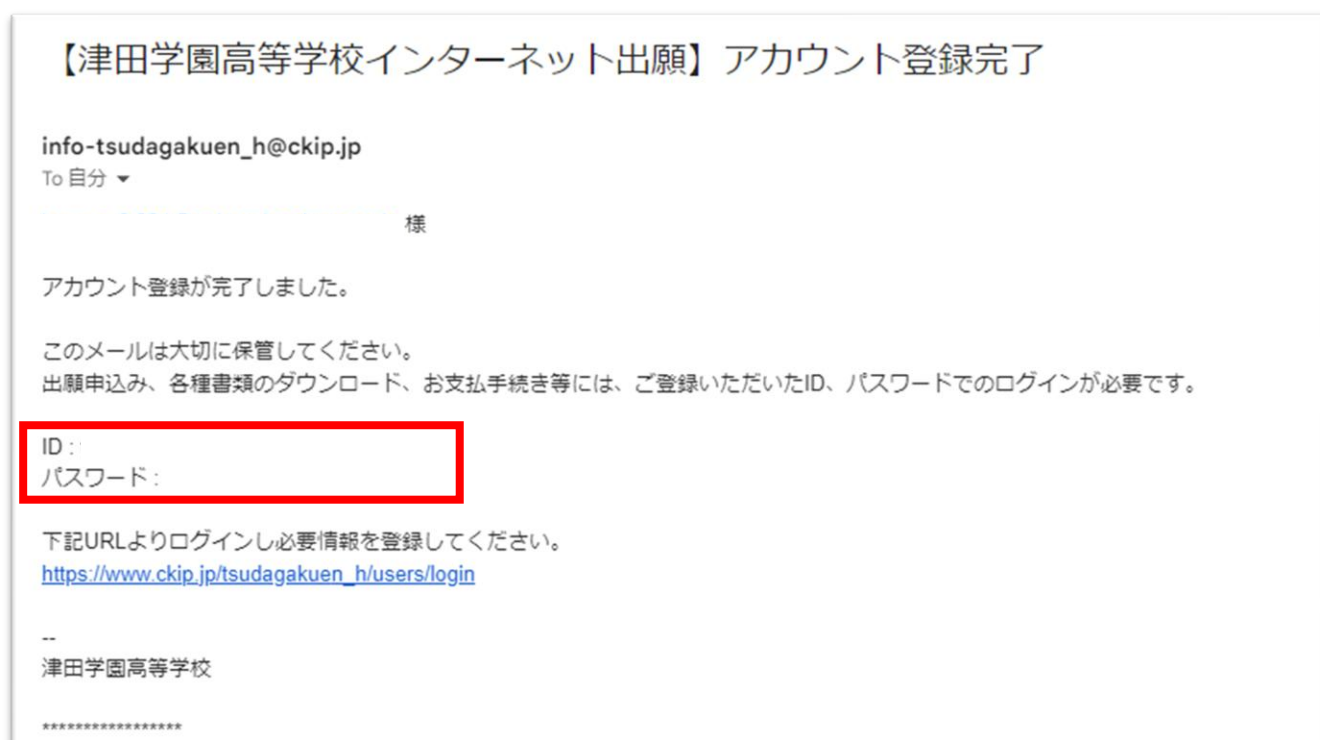 【津田学園高等学校インターネット出願】アカウント登録完了
info-tsudagakuen_h@ckip.jp
To 自分
様
アカウント登録が完了しました。
このメールは大切に保管してください。
出願申込み、各種書類のダウンロード、お支払手続き等には、ご登録いただいたID、パスワードでのログインが必要です。
ID :
パスワード :
下記URLよりログインし必要情報を登録してください。
https://www.ckip.jp/tsudagakuen_h/users/login
--
津田学園高等学校
*****************